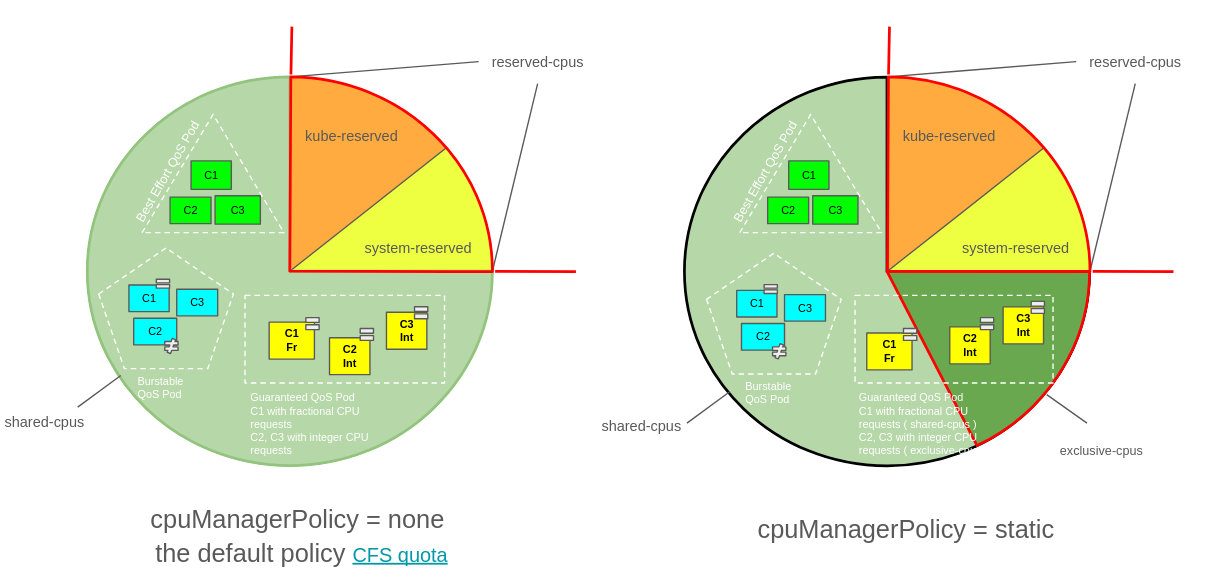 reserved-cpus
kube-reserved
system-reserved
Best Effort QoS Pod
C1
C2
C3
C1
C3
C2
C1
Fr
C2
Int
C3
Int
Burstable
QoS Pod
Guaranteed QoS Pod
C1 with fractional CPU
requests
C2, C3 with integer CPU
requests
shared-cpus
cpuManagerPolicy = none
the default policy CFS quota
reserved-cpus
kube-reserved
system-reserved
Best Effort QoS Pod
C1
C2
C3
C1
C3
C2
C1
Fr
C2
Int
C3
Int
Burstable
QoS Pod
Guaranteed QoS Pod
C1 with fractional CPU
requests ( shared-cpus )
C2, C3 with integer CPU
requests (
shared-cpus
exclusive-cpus
cpuManagerPolicy = static